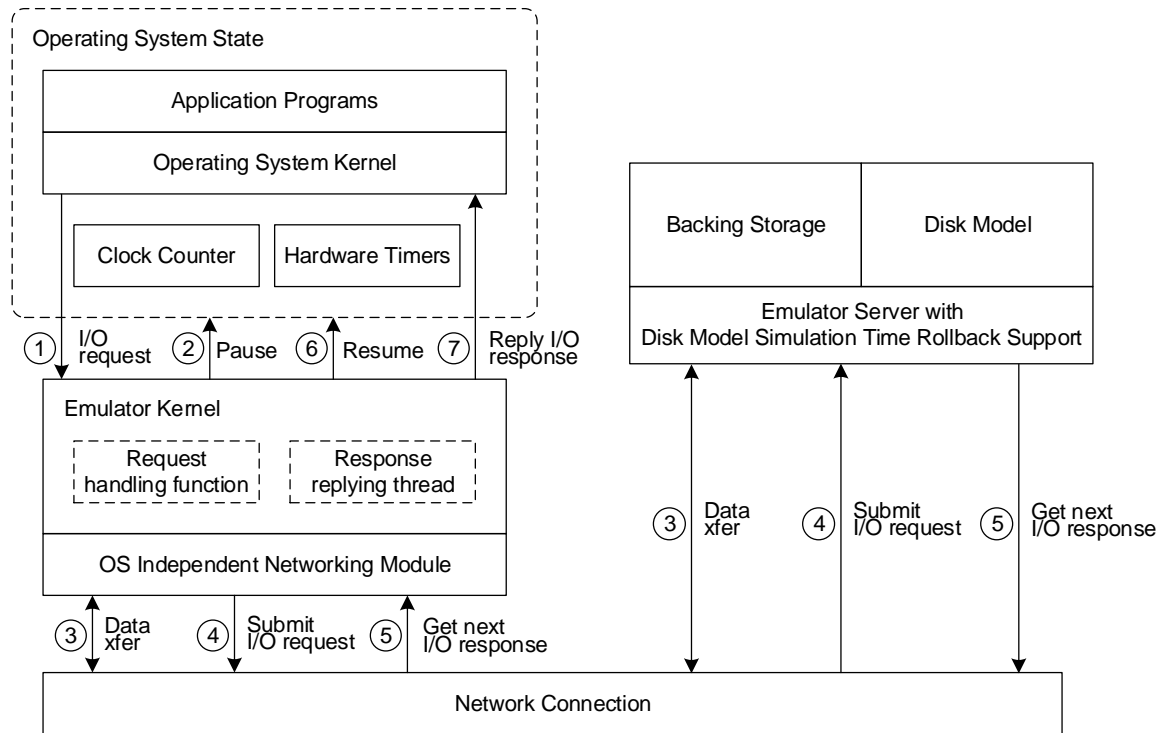 Operating System State
Application Programs
Operating System Kernel
Clock Counter
Hardware Timers
1
I/O
request
2
Pause
6
Resume
7
Reply I/O
response
Emulator Kernel
Request
handling function
Response
replying thread
OS Independent Networking Module
3
Data
xfer
4
Submit
I/O request
5
Get next
I/O response
Backing Storage
Disk Model
Emulator Server with
Disk Model Simulation Time Rollback Support
3
Data
xfer
4
Submit
I/O request
5
Get next
I/O response
Network Connection